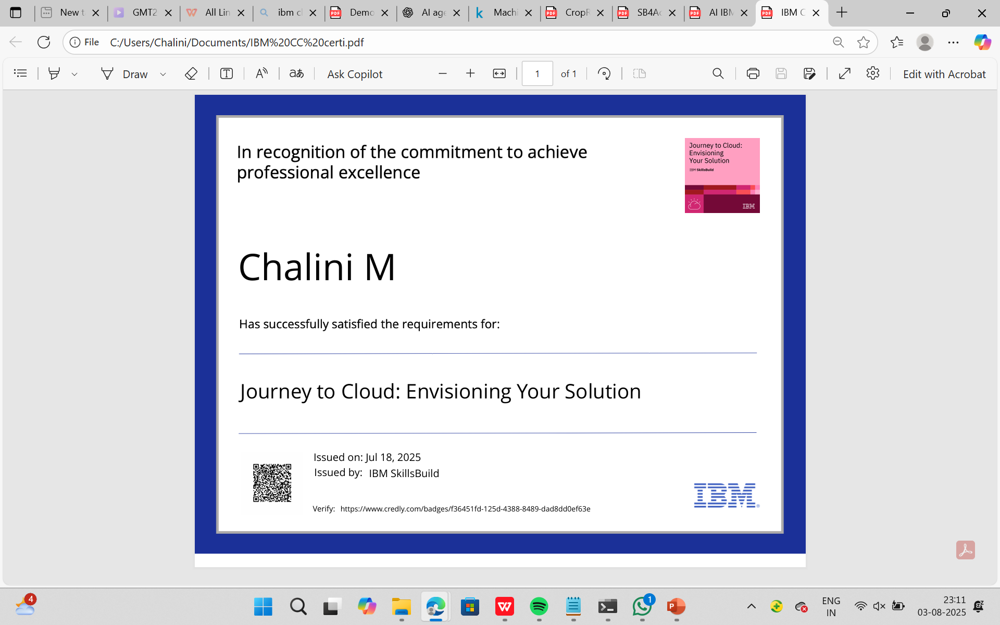 New t
GMT2
All Lin
ibm cl
Demo
AI age
Machi
CropR
SB4Ac
AI IBM
IBM C
File
C:/Users/Chalini/Documents/IBM%20CC%20certi.pdf
Draw
Ask Copilot
1
of 1
Edit with Acrobat
In recognition of the commitment to achieve
professional excellence
Journey to Cloud:
Envisioning
Your Solution
IBM SkillsBuild
IBM
Chalini M
Has successfully satisfied the requirements for:
Journey to Cloud: Envisioning Your Solution
Issued on: Jul 18, 2025
Issued by: IBM SkillsBuild
Verify: https://www.credly.com/badges/f36451fd-125d-4388-8489-dad8dd0ef63e
IBM®
4
1
ENG
IN
23:11
03-08-2025